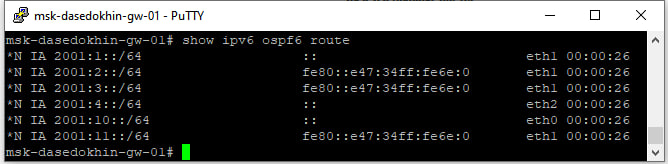 msk-dasedokhin-gw-01 - PuTTY
msk-dasedokhin-gw-01# show ipv6 ospf6 route
*N IA 2001:1::/64 :: eth1 00:00:26
*N IA 2001:2::/64 fe80::e47:34ff:fe6e:0 eth1 00:00:26
*N IA 2001:3::/64 fe80::e47:34ff:fe6e:0 eth1 00:00:26
*N IA 2001:4::/64 :: eth2 00:00:26
*N IA 2001:10::/64 :: eth0 00:00:26
*N IA 2001:11::/64 fe80::e47:34ff:fe6e:0 eth1 00:00:26
msk-dasedokhin-gw-01#